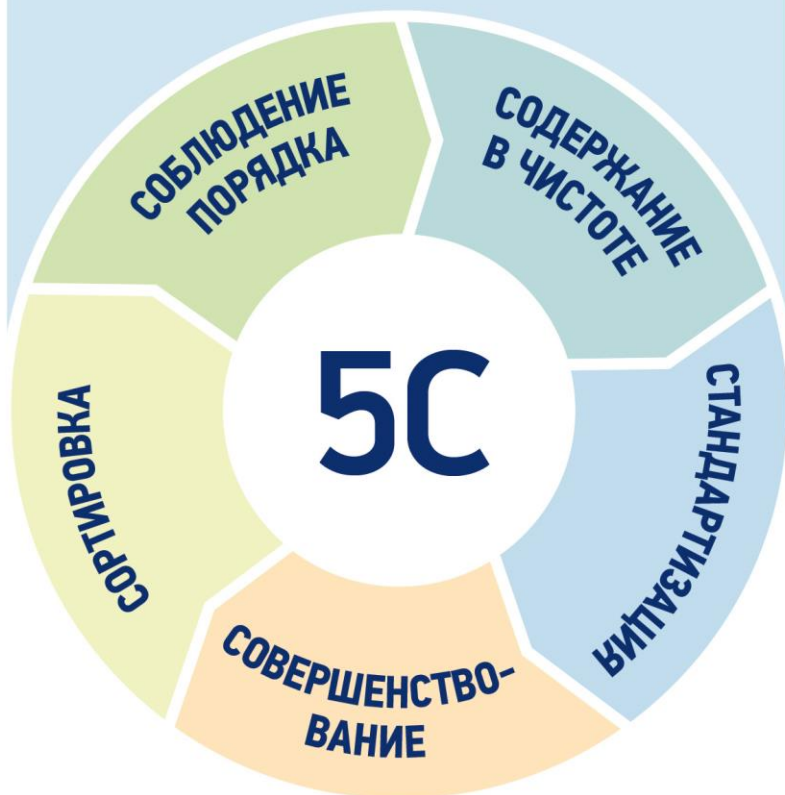 СОБЛЮДЕНИЕ
ПОРЯДКА
СОДЕРЖАНИЕ
В ЧИСТОТЕ
5С
СОРТИРОВКА
СТАНДАРТИЗАЦИЯ
СОВЕРШЕНСТВО-
ВАНИЕ